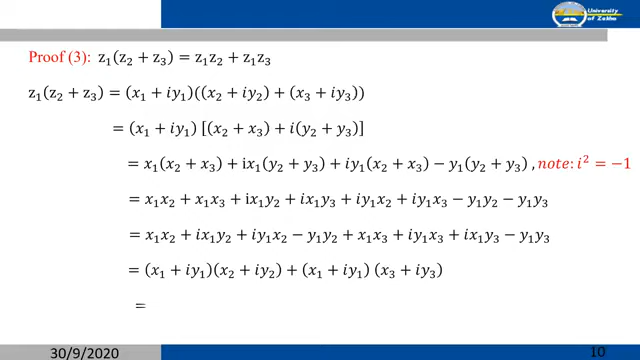 University
of Zakho
Proof (3): z₁(z₂ + z₃) = z₁z₂ + z₁z₃
z₁(z₂ + z₃) = (x₁ + iy₁)((x₂ + iy₂) + (x₃ + iy₃))
= (x₁ + iy₁) [(x₂ + x₃) + i(y₂ + y₃)]
= x₁(x₂ + x₃) + ix₁(y₂ + y₃) + iy₁(x₂ + x₃) − y₁(y₂ + y₃) , note: i² = −1
= x₁x₂ + x₁x₃ + ix₁y₂ + ix₁y₃ + iy₁x₂ + iy₁x₃ − y₁y₂ − y₁y₃
= x₁x₂ + ix₁y₂ + iy₁x₂ − y₁y₂ + x₁x₃ + iy₁x₃ + ix₁y₃ − y₁y₃
= (x₁ + iy₁)(x₂ + iy₂) + (x₁ + iy₁) (x₃ + iy₃)
=
30/9/2020
10